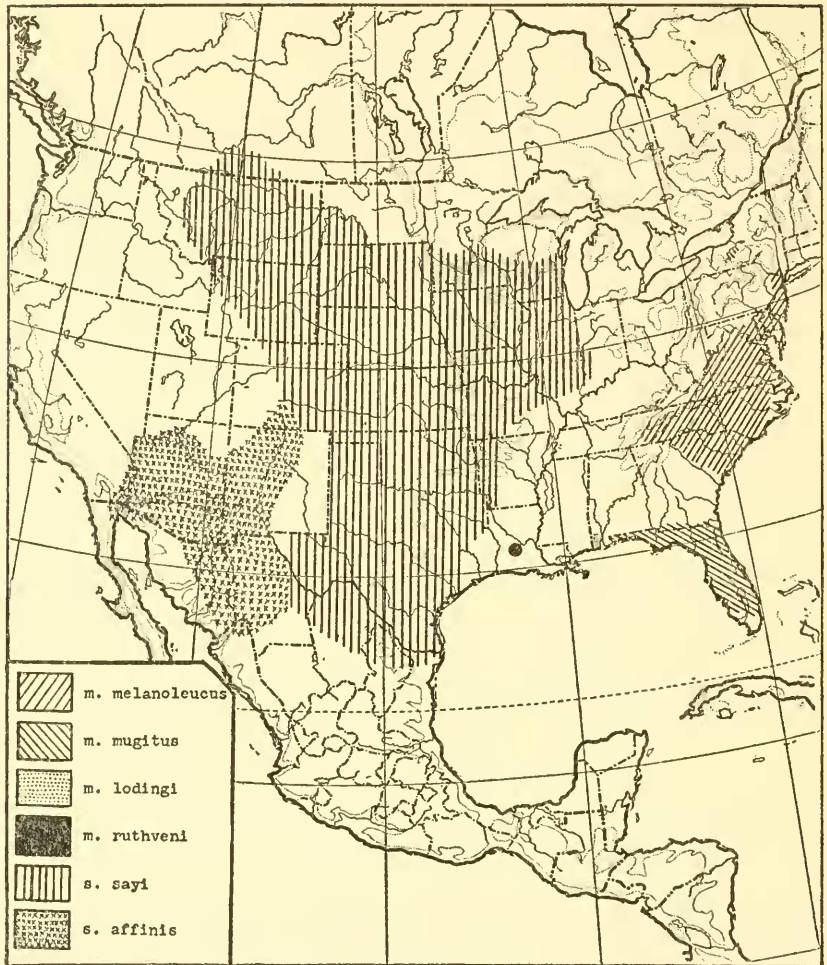 m. melanoleucus
m. mugitus
m. lodingi
m. ruthveni
s. sayi
s. affinis